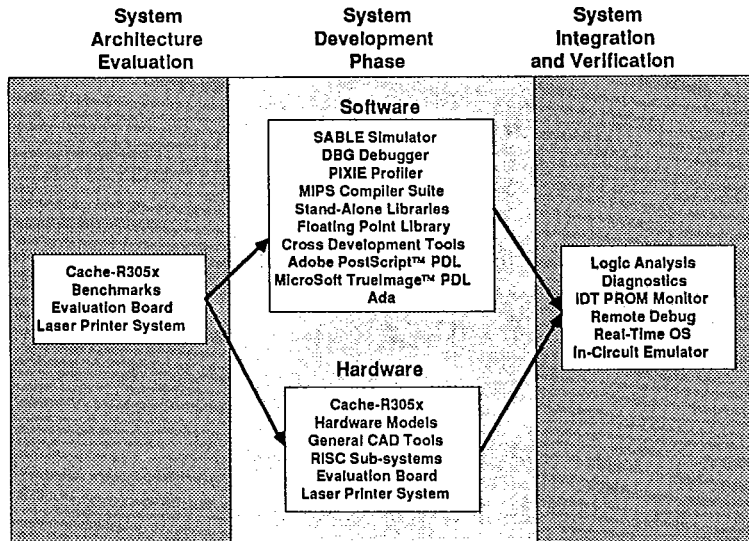 System
Architecture
Evaluation
System
Development
Phase
System
Integration
and Verification
Cache-R305x
Benchmarks
Evaluation Board
Laser Printer System
Software
SABLE Simulator
DBG Debugger
PIXIE Profiler
MIPS Compiler Suite
Stand-Alone Libraries
Floating Point Library
Cross Development Tools
Adobe PostScript™ PDL
MicroSoft TrueImage™ PDL
Ada
Hardware
Cache-R305x
Hardware Models
General CAD Tools
RISC Sub-systems
Evaluation Board
Laser Printer System
Logic Analysis
Diagnostics
IDT PROM Monitor
Remote Debug
Real-Time OS
In-Circuit Emulator